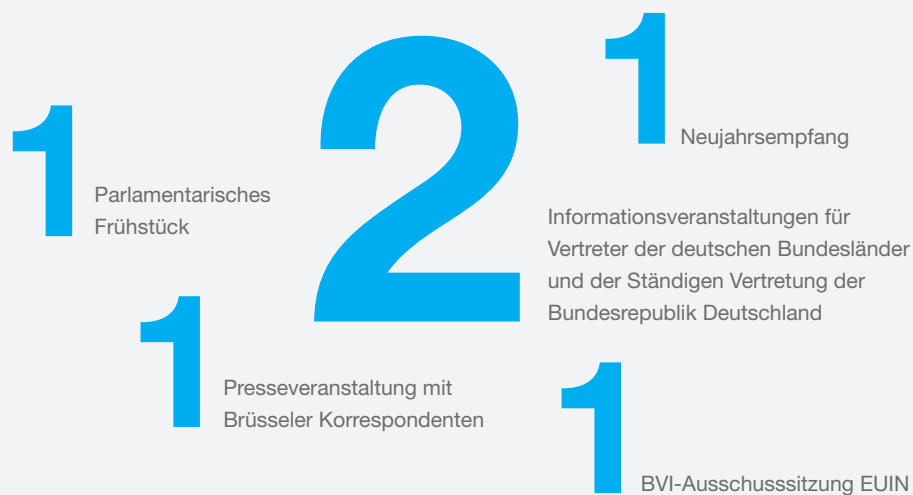 1
Parlamentarisches
Frühstück
2
Informationsveranstaltungen für
Vertreter der deutschen Bundesländer
und der Ständigen Vertretung der
Bundesrepublik Deutschland
1
Neujahrsempfang
1
Presseveranstaltung mit
Brüsseler Korrespondenten
1
BVI-Ausschusssitzung EUIN